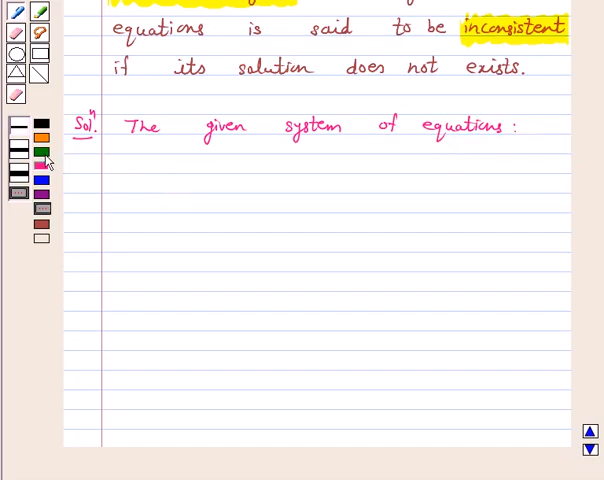 equations is said to be inconsistent
if its solution does not exists.
Solⁿ. The given system of equations :